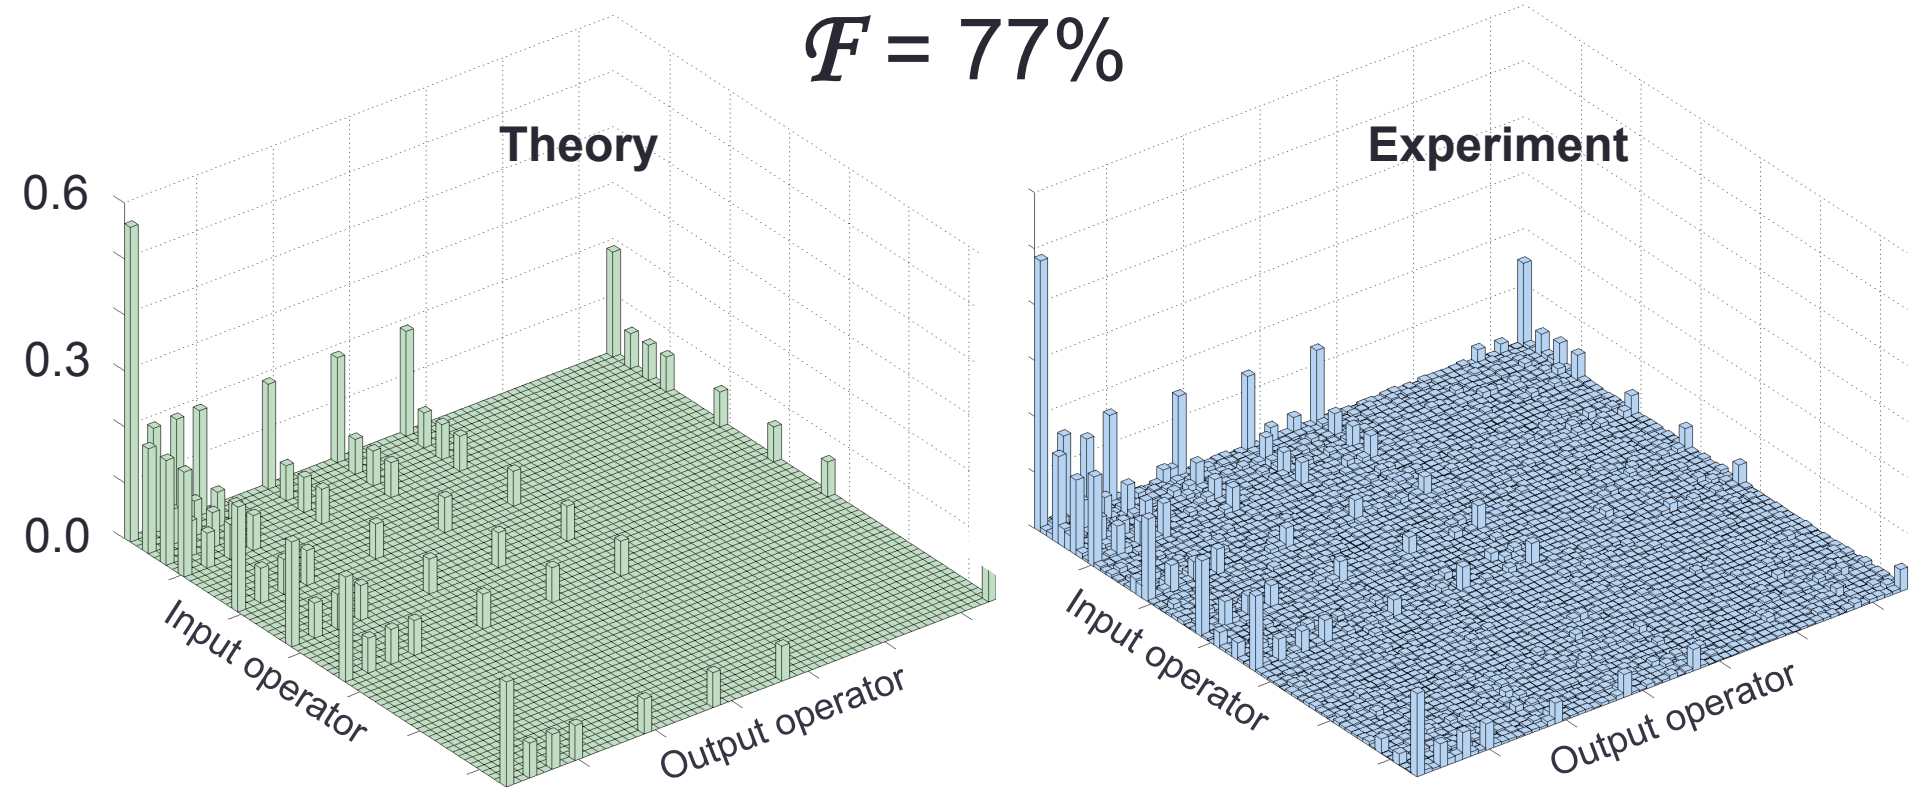 ℱ = 77%
Theory
Experiment
0.6
0.3
0.0
Input operator
Output operator
Input operator
Output operator